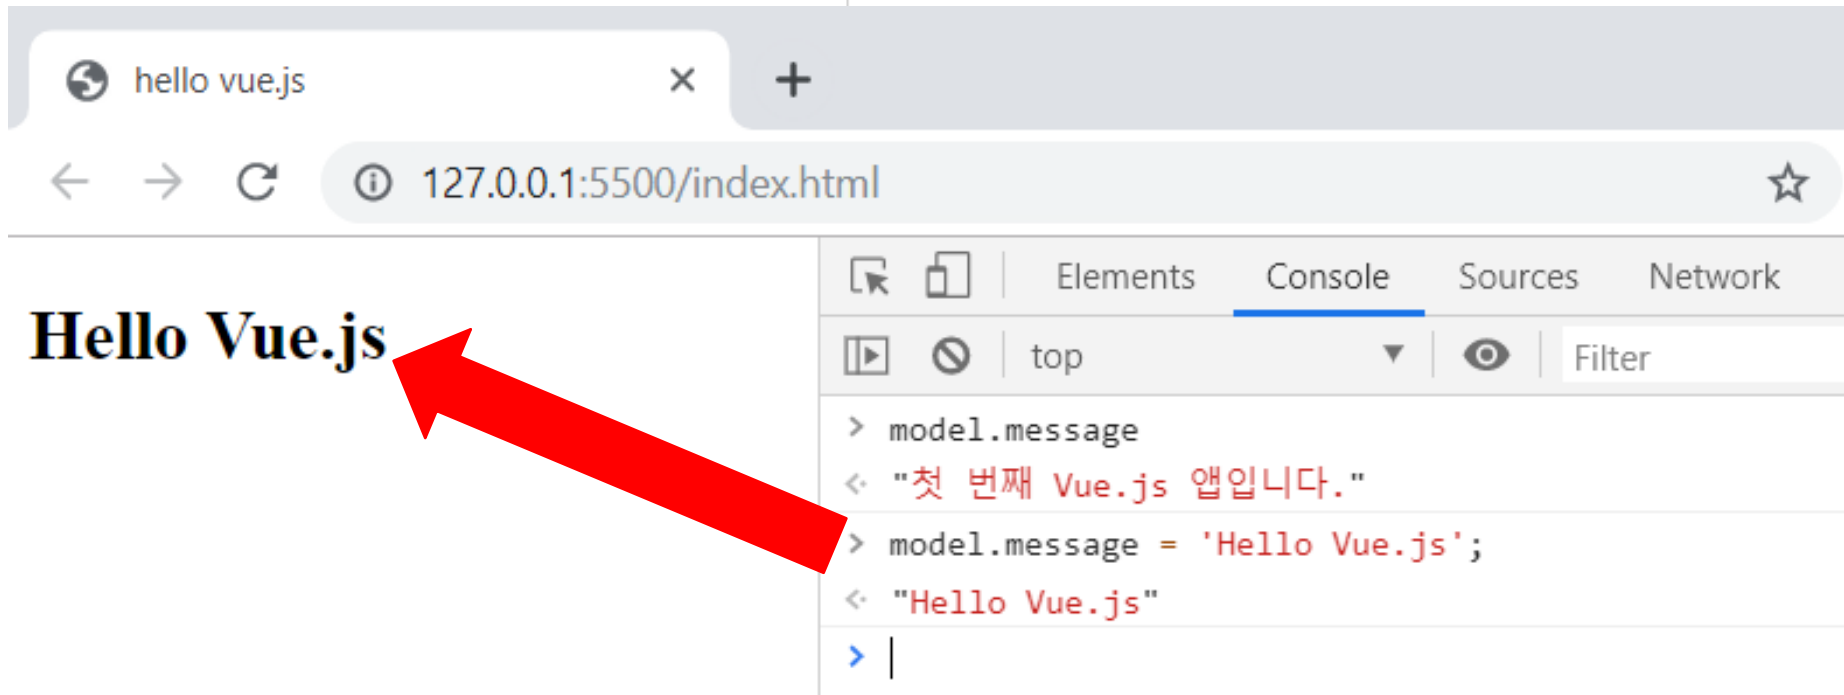 hello vue.js
127.0.0.1:5500/index.html
Hello Vue.js
Elements Console Sources Network
top Filter
> model.message
"첫 번째 Vue.js 앱입니다."
> model.message = 'Hello Vue.js';
"Hello Vue.js"
>